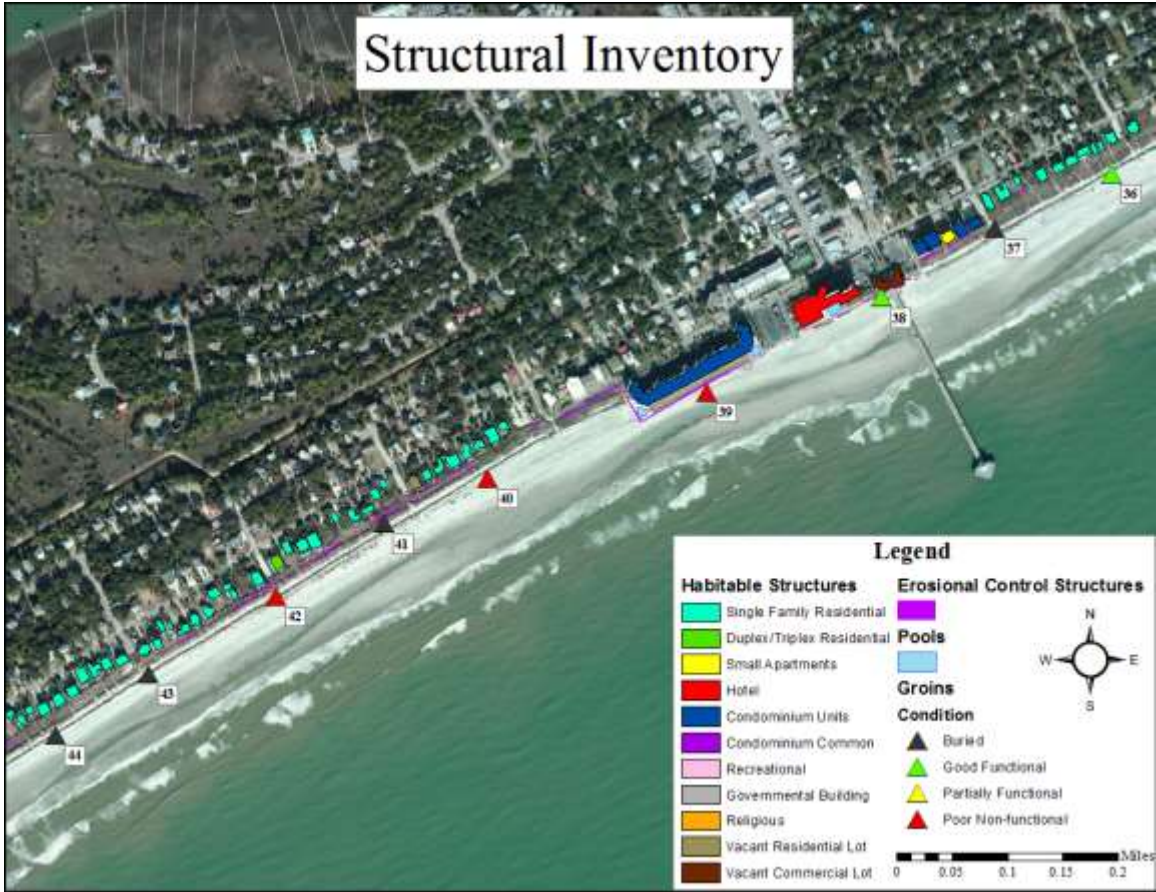 Structural Inventory
36
37
38
39
40
41
42
43
44
Legend
Habitable Structures
Single Family Residential
Duplex/Triplex Residential
Small Apartments
Hotel
Condominium Units
Condominium Common
Recreational
Governmental Building
Religious
Vacant Residential Lot
Vacant Commercial Lot
Erosional Control Structures
Pools
Groins
Condition
Buried
Good Functional
Partially Functional
Poor Non-functional
N
W E
S
Miles
0 0.05 0.1 0.15 0.2